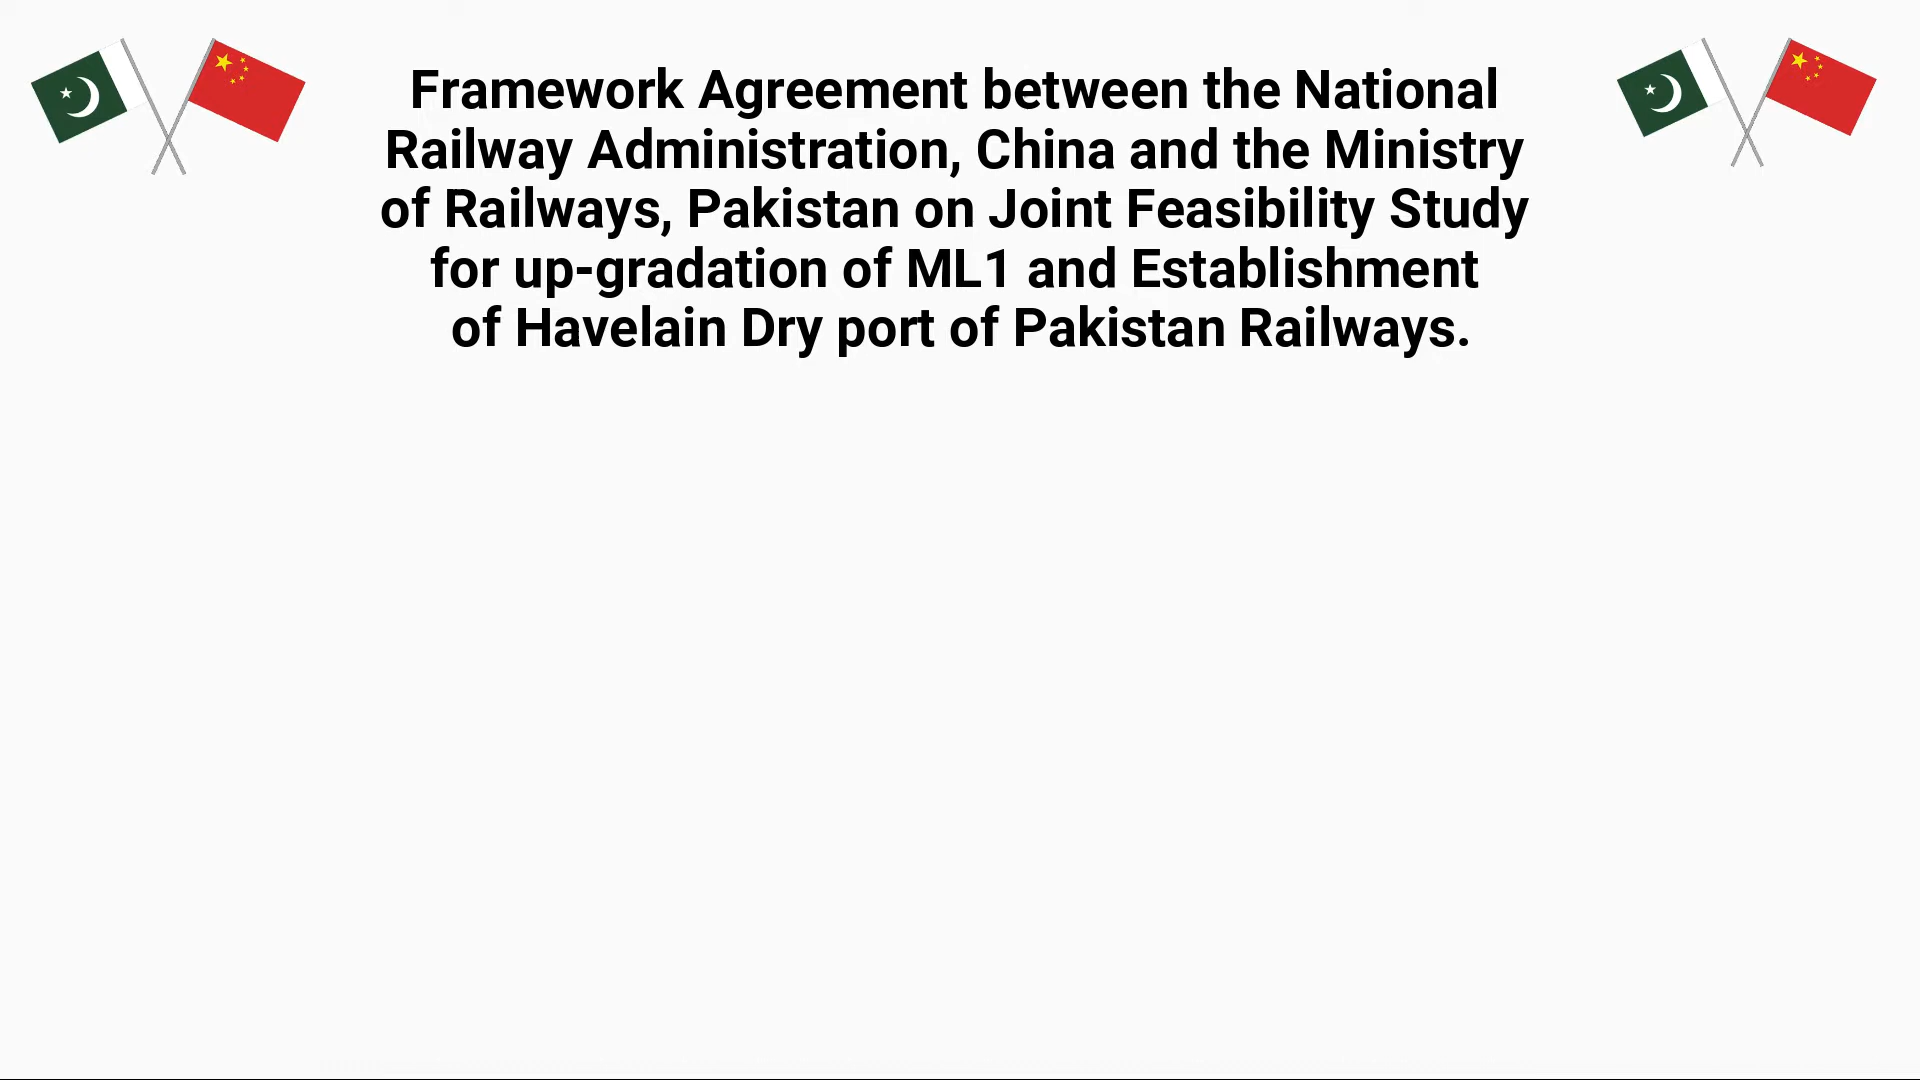 Framework Agreement between the National
Railway Administration, China and the Ministry
of Railways, Pakistan on Joint Feasibility Study
for up-gradation of ML1 and Establishment
of Havelain Dry port of Pakistan Railways.